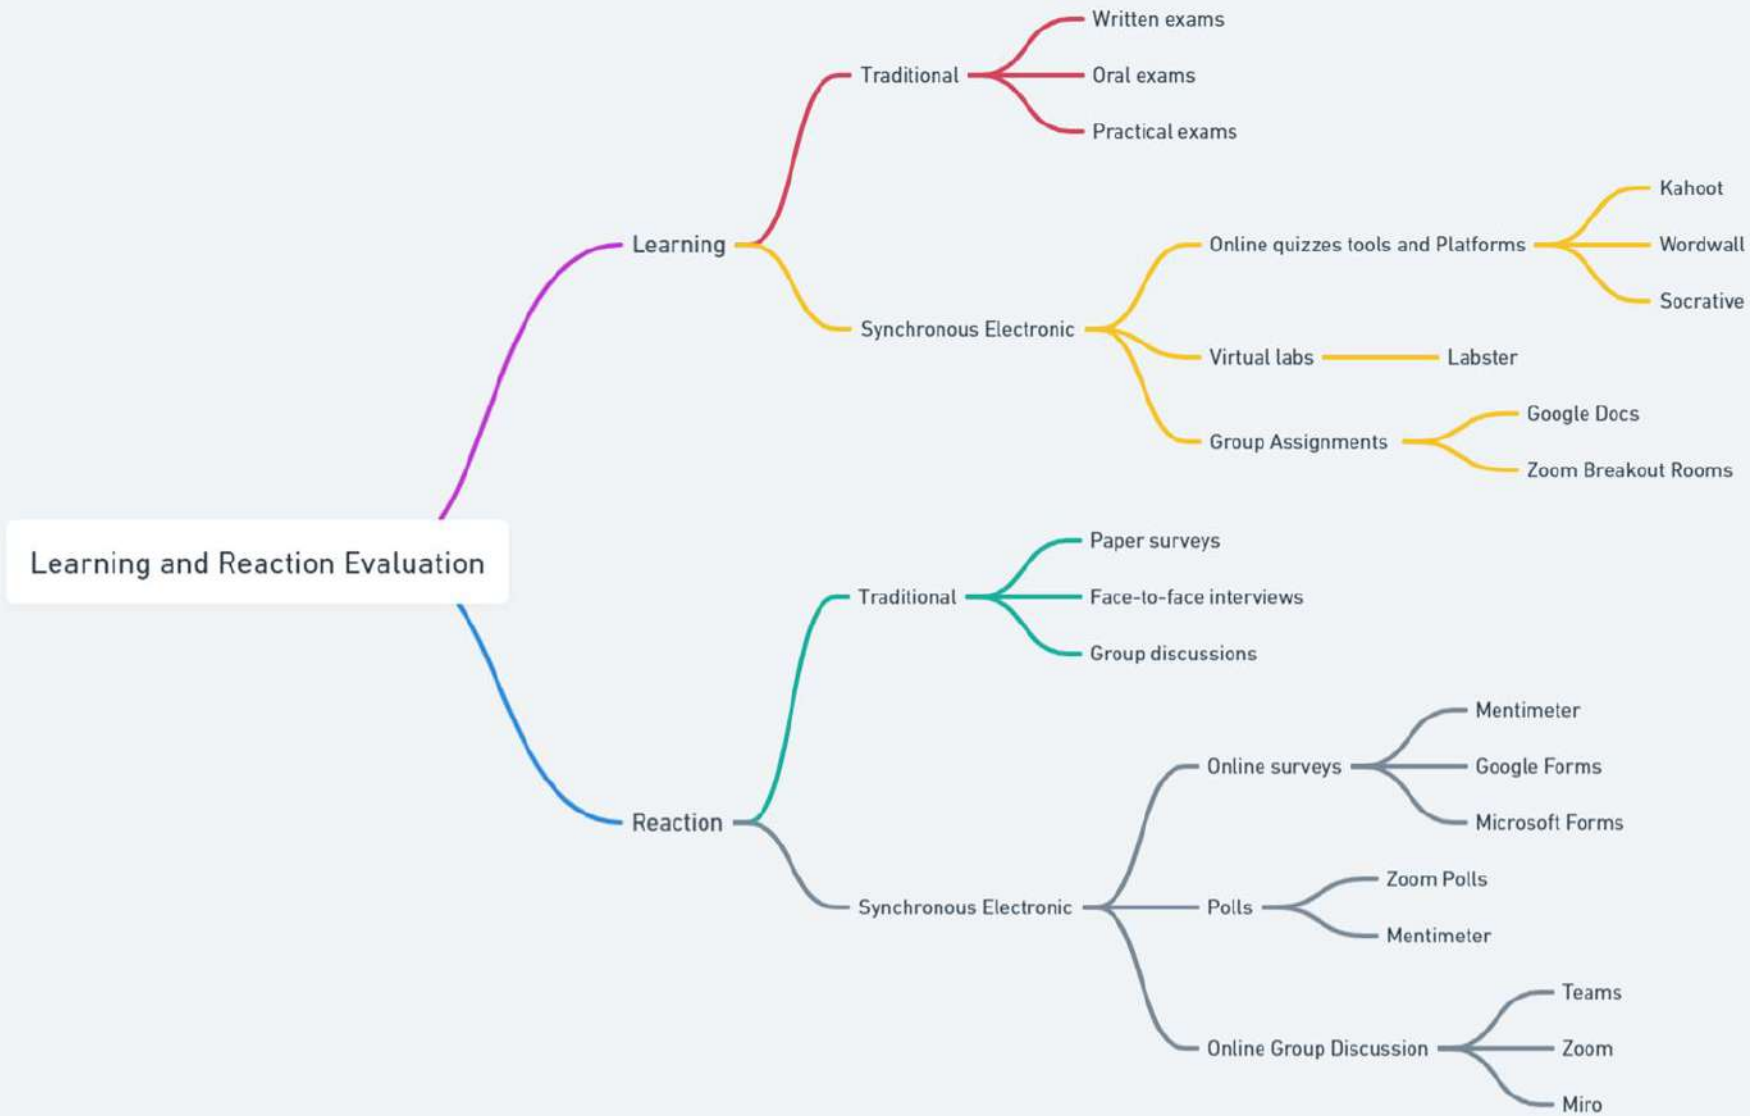 Learning and Reaction Evaluation
Learning
Traditional
Written exams
Oral exams
Practical exams
Synchronous Electronic
Online quizzes tools and Platforms
Kahoot
Wordwall
Socrative
Virtual labs
Labster
Group Assignments
Google Docs
Zoom Breakout Rooms
Reaction
Traditional
Paper surveys
Face-to-face interviews
Group discussions
Synchronous Electronic
Online surveys
Mentimeter
Google Forms
Microsoft Forms
Polls
Zoom Polls
Mentimeter
Online Group Discussion
Teams
Zoom
Miro